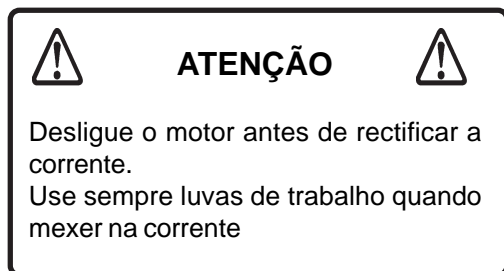 ATENÇÃO
Desligue o motor antes de rectificar a
corrente.
Use sempre luvas de trabalho quando
mexer na corrente